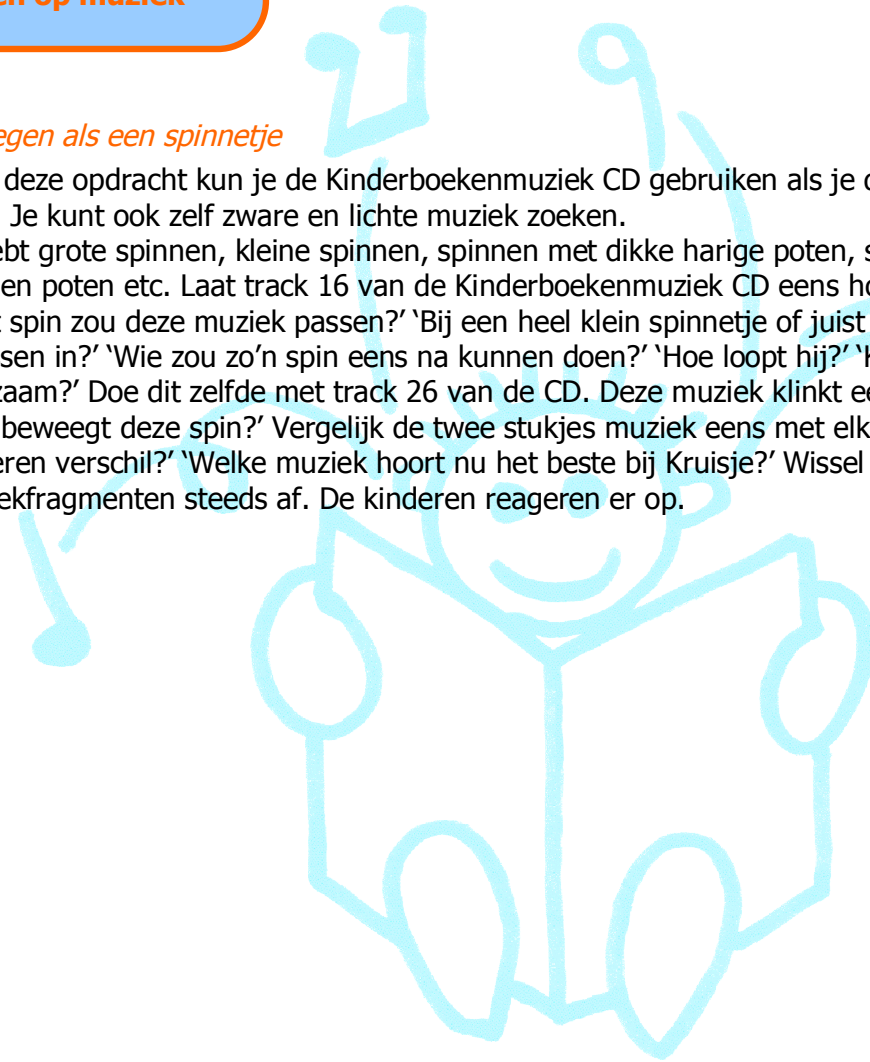 en op muziek
egen als een spinnetje
deze opdracht kun je de Kinderboekenmuziek CD gebruiken als je d
Je kunt ook zelf zware en lichte muziek zoeken.
ebt grote spinnen, kleine spinnen, spinnen met dikke harige poten, s
en poten etc. Laat track 16 van de Kinderboekenmuziek CD eens ho
t spin zou deze muziek passen?’ ‘Bij een heel klein spinnetje of juist
sen in?’ ‘Wie zou zo’n spin eens na kunnen doen?’ ‘Hoe loopt hij?’ ‘H
zaam?’ Doe dit zelfde met track 26 van de CD. Deze muziek klinkt ee
beweegt deze spin?’ Vergelijk de twee stukjes muziek eens met elk
eren verschil?’ ‘Welke muziek hoort nu het beste bij Kruisje?’ Wissel
ekfragmenten steeds af. De kinderen reageren er op.